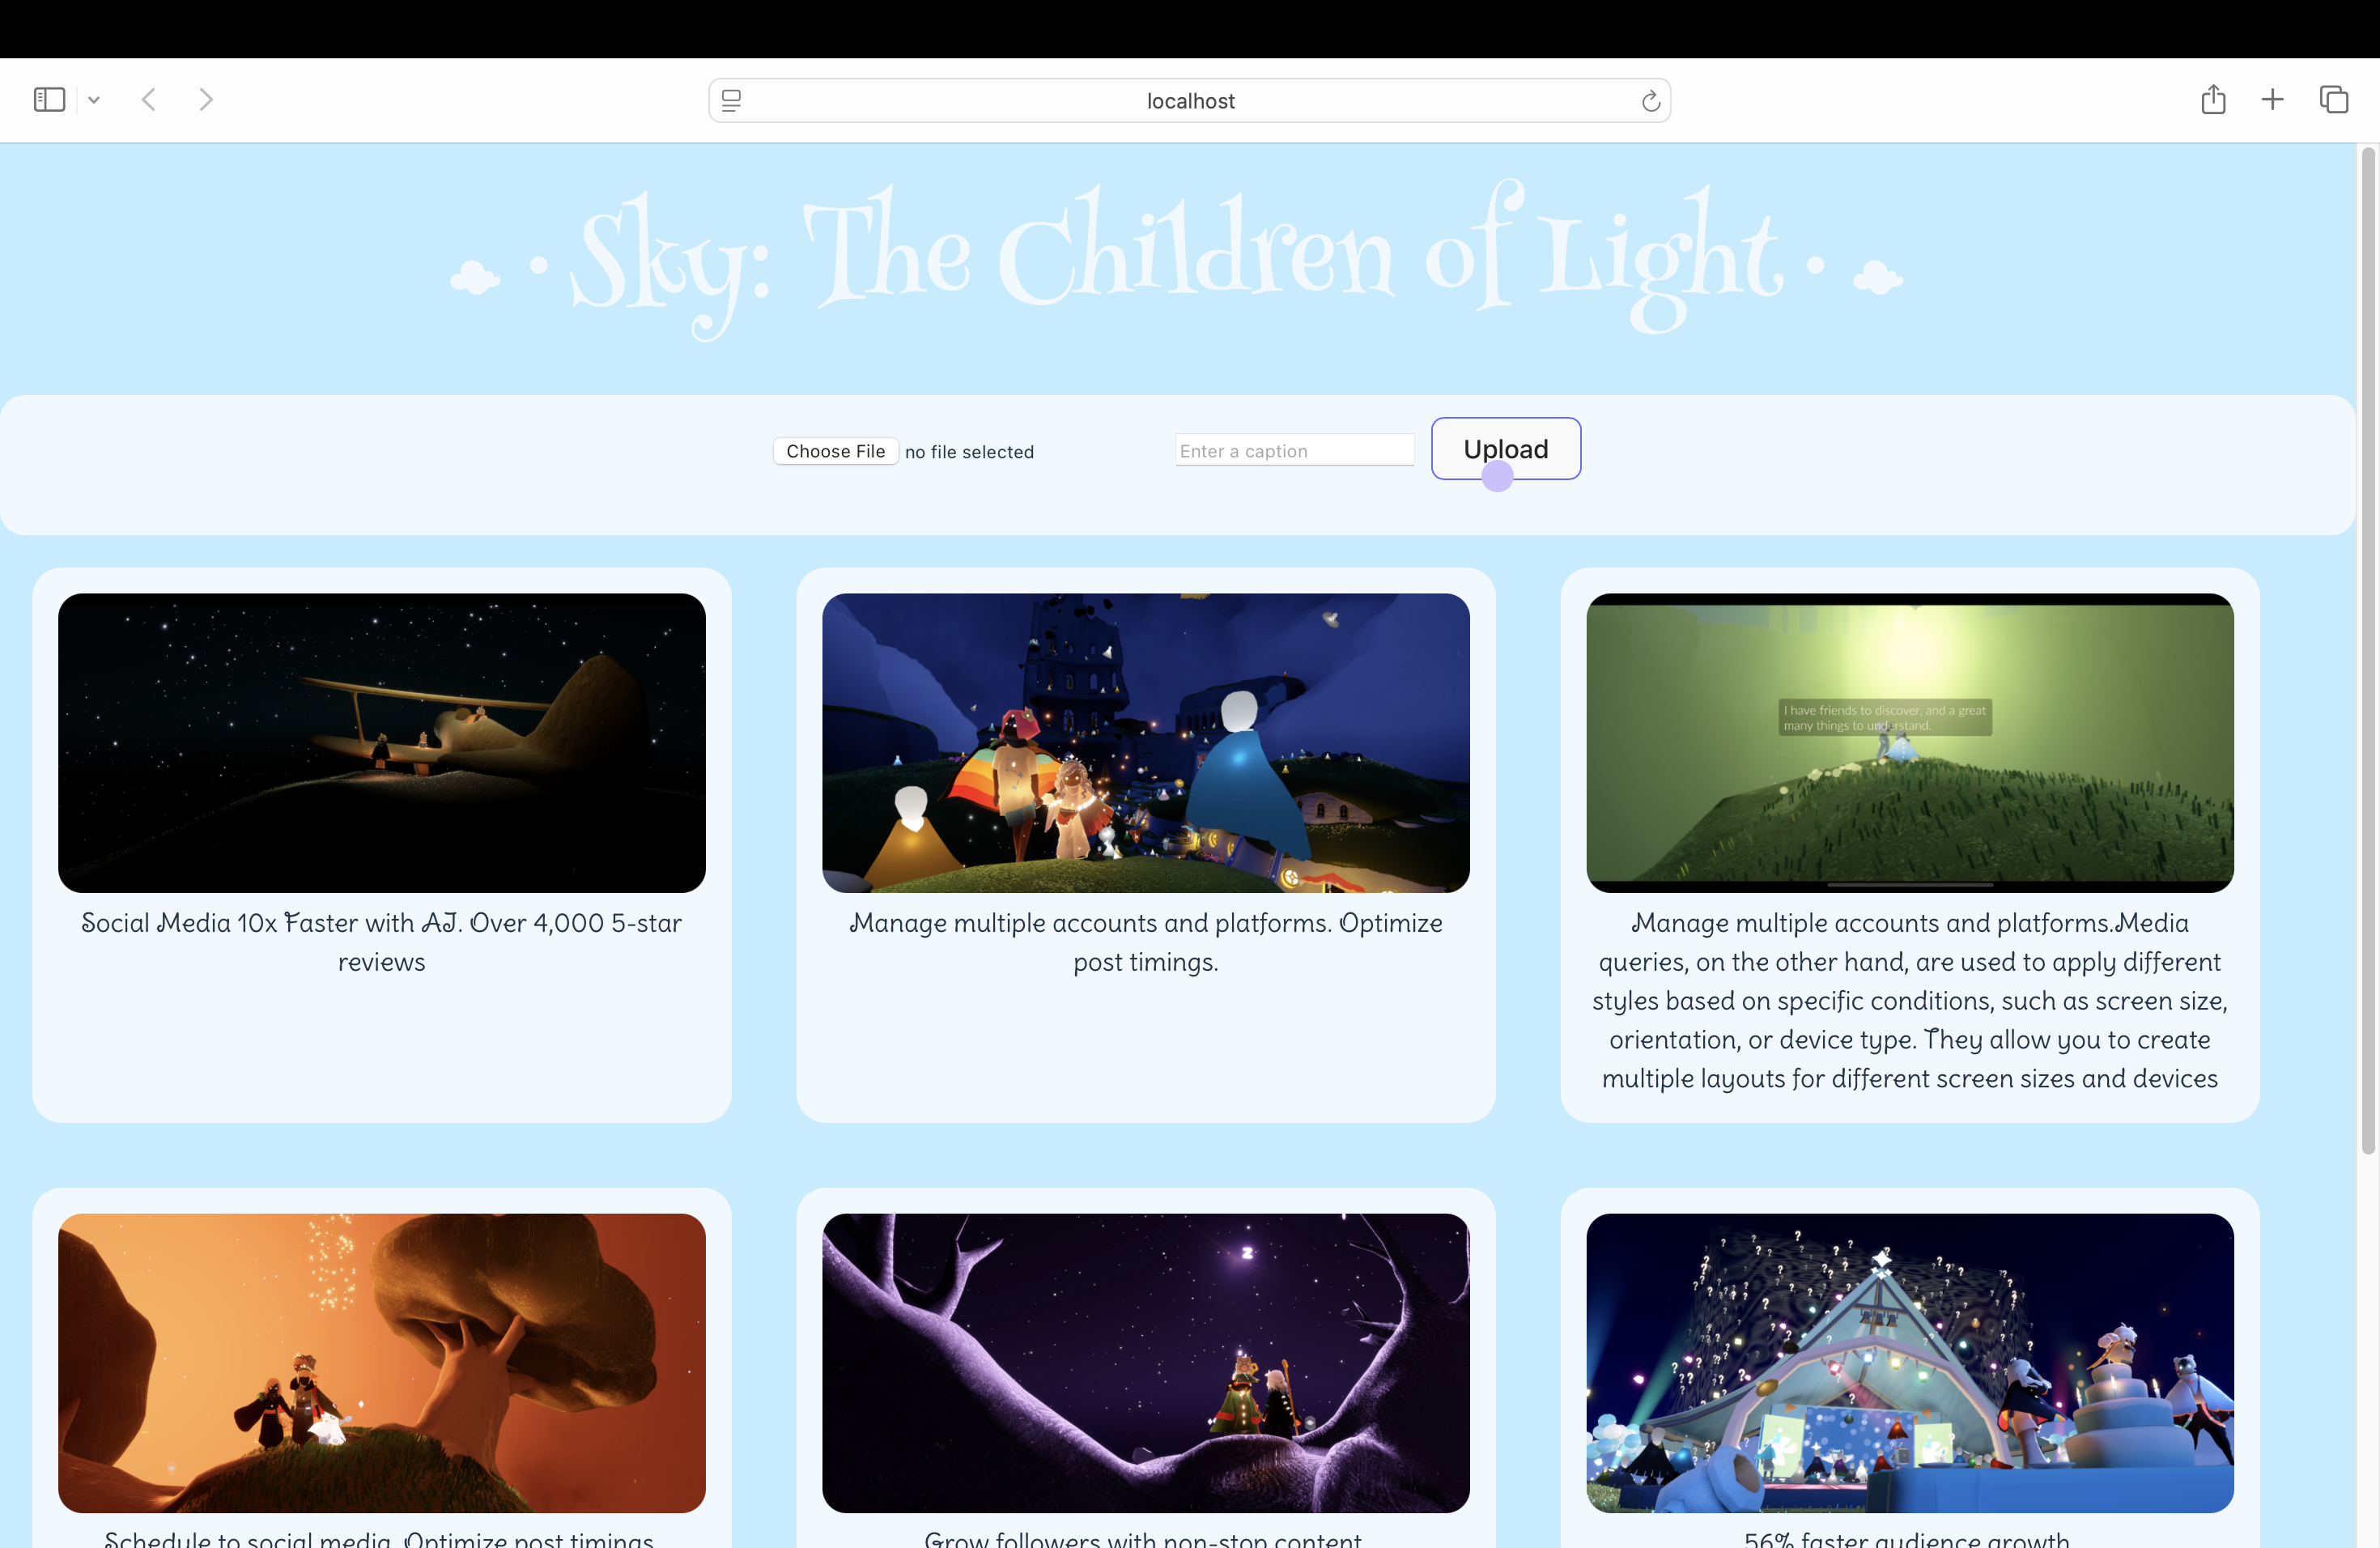 localhost
Sky: The Children of Light
Choose File no file selected
Enter a caption
Upload
I have friends to discover, and a great
many things to understand.
Social Media 10x Faster with AI. Over 4,000 5-star
reviews
Manage multiple accounts and platforms. Optimize
post timings.
Manage multiple accounts and platforms.Media
queries, on the other hand, are used to apply different
styles based on specific conditions, such as screen size,
orientation, or device type. They allow you to create
multiple layouts for different screen sizes and devices
Schedule to social media. Optimize post timings
Grow followers with non-stop content
56% faster audience growth